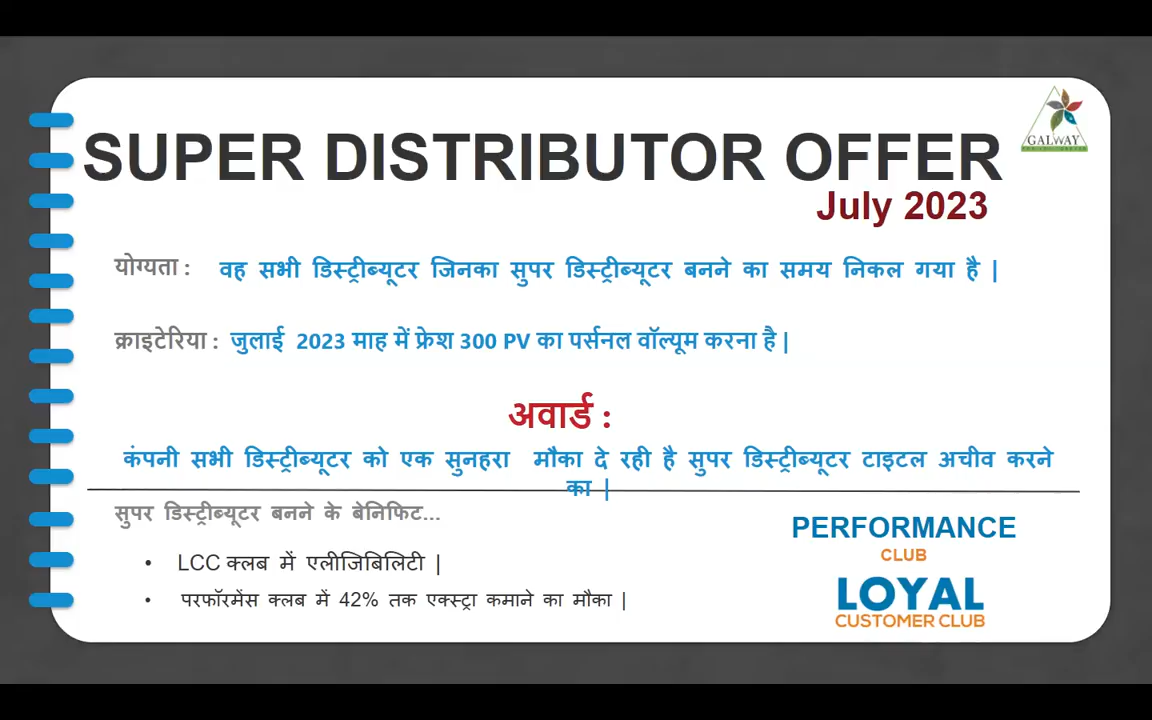 SUPER DISTRIBUTOR OFFER
GALWAY
July 2023
योग्यता : वह सभी डिस्ट्रीब्यूटर जिनका सुपर डिस्ट्रीब्यूटर बनने का समय निकल गया है |
क्राइटेरिया : जुलाई 2023 माह में फ्रेश 300 PV का पर्सनल वॉल्यूम करना है |
अवार्ड :
कंपनी सभी डिस्ट्रीब्यूटर को एक सुनहरा मौका दे रही है सुपर डिस्ट्रीब्यूटर टाइटल अचीव करने
का |
सुपर डिस्ट्रीब्यूटर बनने के बेनिफिट...
• LCC क्लब में एलीजिबिलिटी |
• परफॉरमेंस क्लब में 42% तक एक्स्ट्रा कमाने का मौका |
PERFORMANCE
CLUB
LOYAL
CUSTOMER CLUB